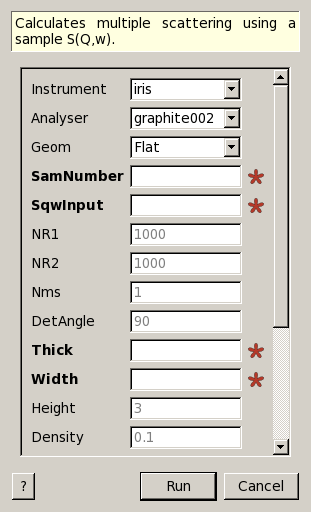 Calculates multiple scattering using a
sample S(Q,w).
Instrument iris
Analyser graphite002
Geom Flat
SamNumber
SqwInput
NR1 1000
NR2 1000
Nms 1
DetAngle 90
Thick
Width
Height 3
Density 0.1
? Run Cancel